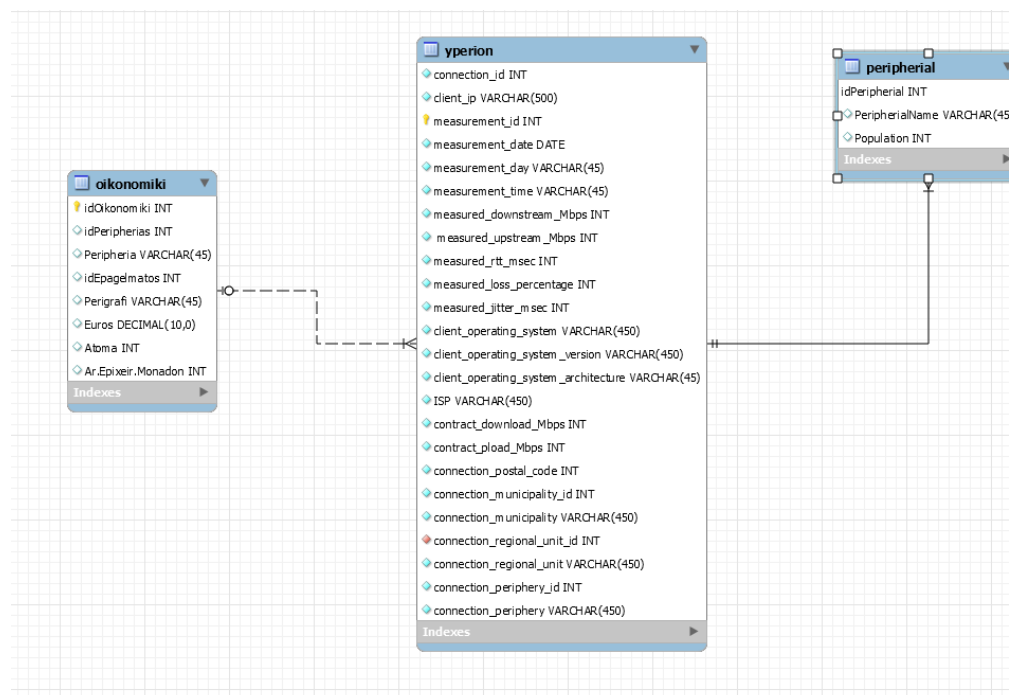 oikonomiki
idOikonomiki INT
idPeripherias INT
Peripheria VARCHAR(45)
idEpagelmatos INT
Perigrafi VARCHAR(45)
Euros DECIMAL(10,0)
Atoma INT
Ar.Epixeir.Monadon INT
Indexes
yperion
connection_id INT
client_ip VARCHAR(500)
measurement_id INT
measurement_date DATE
measurement_day VARCHAR(45)
measurement_time VARCHAR(45)
measured_downstream_Mbps INT
measured_upstream_Mbps INT
measured_rtt_msec INT
measured_loss_percentage INT
measured_jitter_msec INT
client_operating_system VARCHAR(450)
client_operating_system_version VARCHAR(450)
client_operating_system_architecture VARCHAR(45)
ISP VARCHAR(450)
contract_download_Mbps INT
contract_pload_Mbps INT
connection_postal_code INT
connection_municipality_id INT
connection_municipality VARCHAR(450)
connection_regional_unit_id INT
connection_regional_unit VARCHAR(450)
connection_periphery_id INT
connection_periphery VARCHAR(450)
Indexes
peripherial
idPeripherial INT
PeripherialName VARCHAR(45
Population INT
Indexes